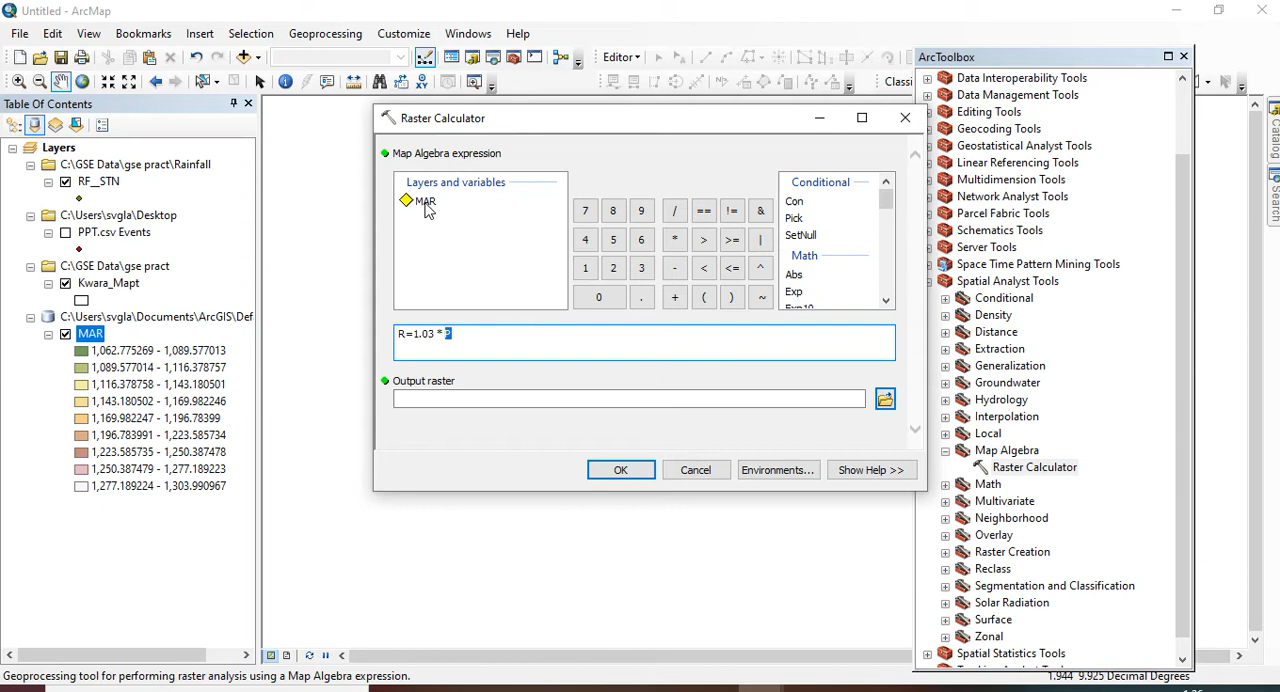 Untitled - ArcMap
File Edit View Bookmarks Insert Selection Geoprocessing Customize Windows Help
Editor
Classi
Table Of Contents
Layers
C:\GSE Data\gse pract\Rainfall
RF__STN
C:\Users\svgla\Desktop
PPT.csv Events
C:\GSE Data\gse pract
Kwara_Mapt
C:\Users\svgla\Documents\ArcGIS\Def
MAR
1,062.775269 - 1,089.577013
1,089.577014 - 1,116.378757
1,116.378758 - 1,143.180501
1,143.180502 - 1,169.982246
1,169.982247 - 1,196.78399
1,196.783991 - 1,223.585734
1,223.585735 - 1,250.387478
1,250.387479 - 1,277.189223
1,277.189224 - 1,303.990967
Raster Calculator
Map Algebra expression
Layers and variables
MAR
7 8 9 / == != &
4 5 6 * > >= |
1 2 3 - < <= ^
0 . + ( ) ~
Conditional
Con
Pick
SetNull
Math
Abs
Exp
Exp10
R=1.03 * P
Output raster
OK Cancel Environments... Show Help >>
ArcToolbox
Data Interoperability Tools
Data Management Tools
Editing Tools
Geocoding Tools
Geostatistical Analyst Tools
Linear Referencing Tools
Multidimension Tools
Network Analyst Tools
Parcel Fabric Tools
Schematics Tools
Server Tools
Space Time Pattern Mining Tools
Spatial Analyst Tools
Conditional
Density
Distance
Extraction
Generalization
Groundwater
Hydrology
Interpolation
Local
Map Algebra
Raster Calculator
Math
Multivariate
Neighborhood
Overlay
Raster Creation
Reclass
Segmentation and Classification
Solar Radiation
Surface
Zonal
Spatial Statistics Tools
Catalog
Search
Geoprocessing tool for performing raster analysis using a Map Algebra expression.
1.944 9.925 Decimal Degrees